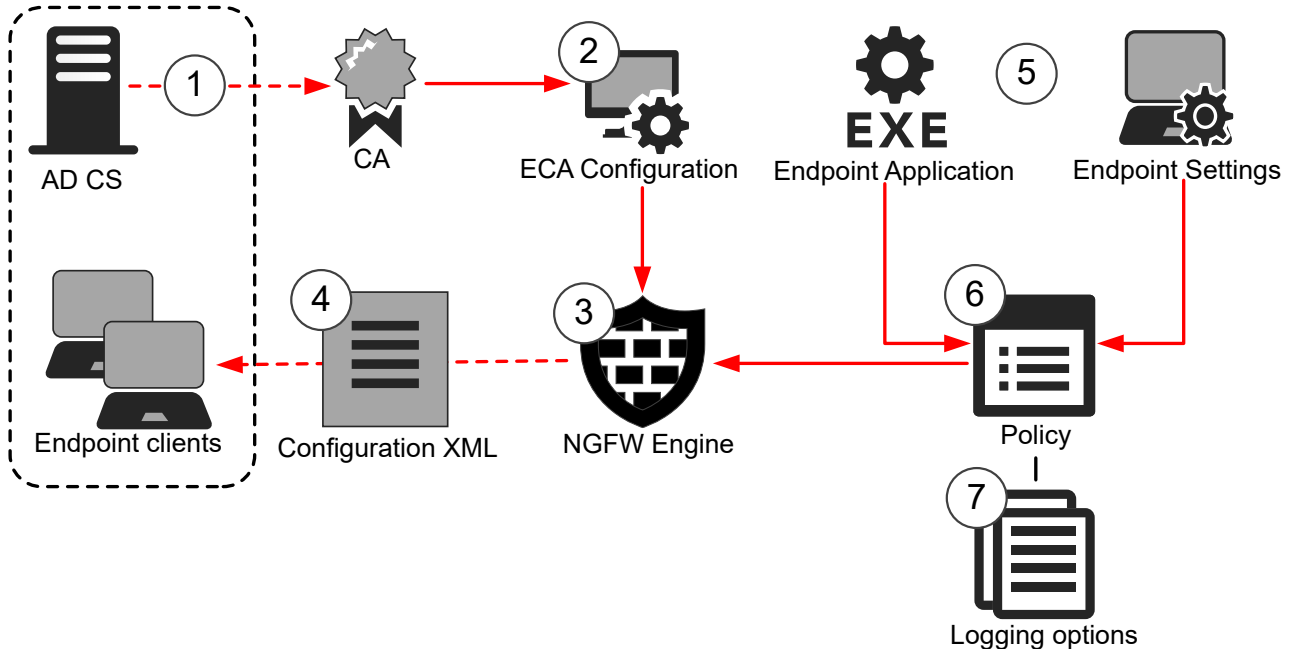 1
2
5
EXE
AD CS
CA
ECA Configuration
Endpoint Application
Endpoint Settings
4
3
6
Endpoint clients
Configuration XML
NGFW Engine
Policy
7
Logging options